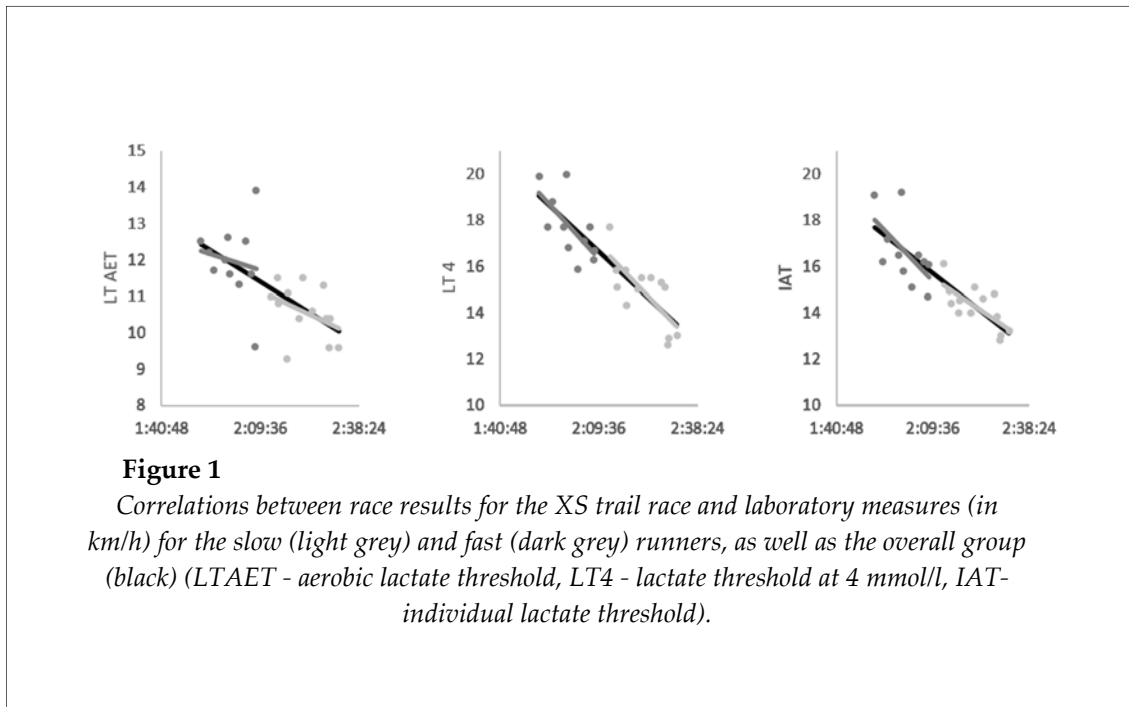 15
14
13
12
11
10
9
8
LT AET
1:40:48 2:09:36 2:38:24
20
18
16
14
12
10
LT 4
1:40:48 2:09:36 2:38:24
20
18
16
14
12
10
IAT
1:40:48 2:09:36 2:38:24
Figure 1
Correlations between race results for the XS trail race and laboratory measures (in
km/h) for the slow (light grey) and fast (dark grey) runners, as well as the overall group
(black) (LTAET - aerobic lactate threshold, LT4 - lactate threshold at 4 mmol/l, IAT-
individual lactate threshold).